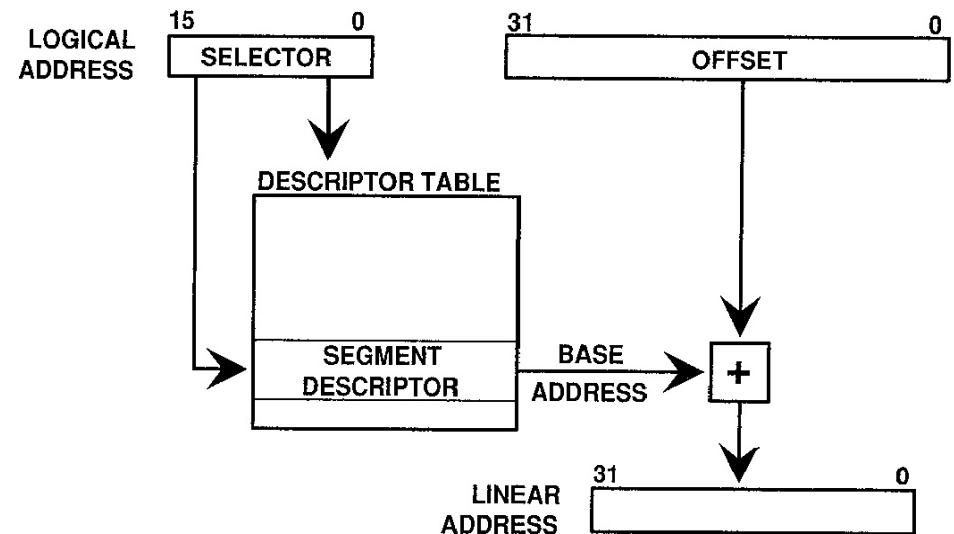 15 0
31 0
LOGICAL
ADDRESS
SELECTOR
OFFSET
DESCRIPTOR TABLE
SEGMENT
DESCRIPTOR
BASE
ADDRESS
+
31 0
LINEAR
ADDRESS